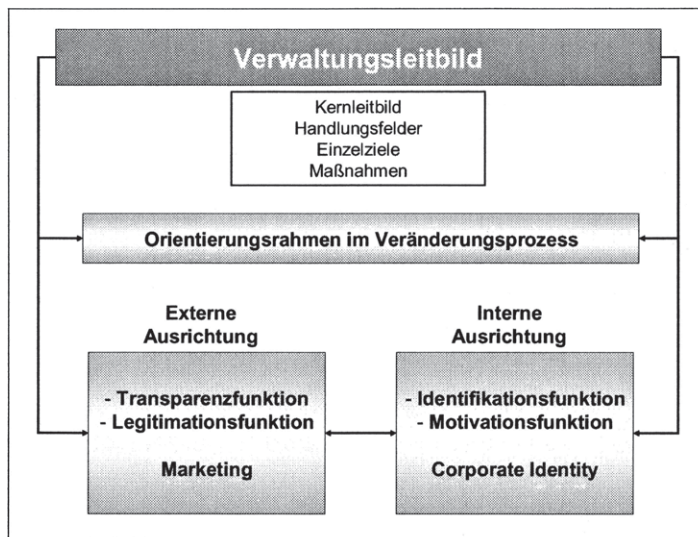 Verwaltungsleitbild
Kernleitbild
Handlungsfelder
Einzelziele
Maßnahmen
Orientierungsrahmen im Veränderungsprozess
Externe
Ausrichtung
- Transparenzfunktion
- Legitimationsfunktion
Marketing
Interne
Ausrichtung
- Identifikationsfunktion
- Motivationsfunktion
Corporate Identity